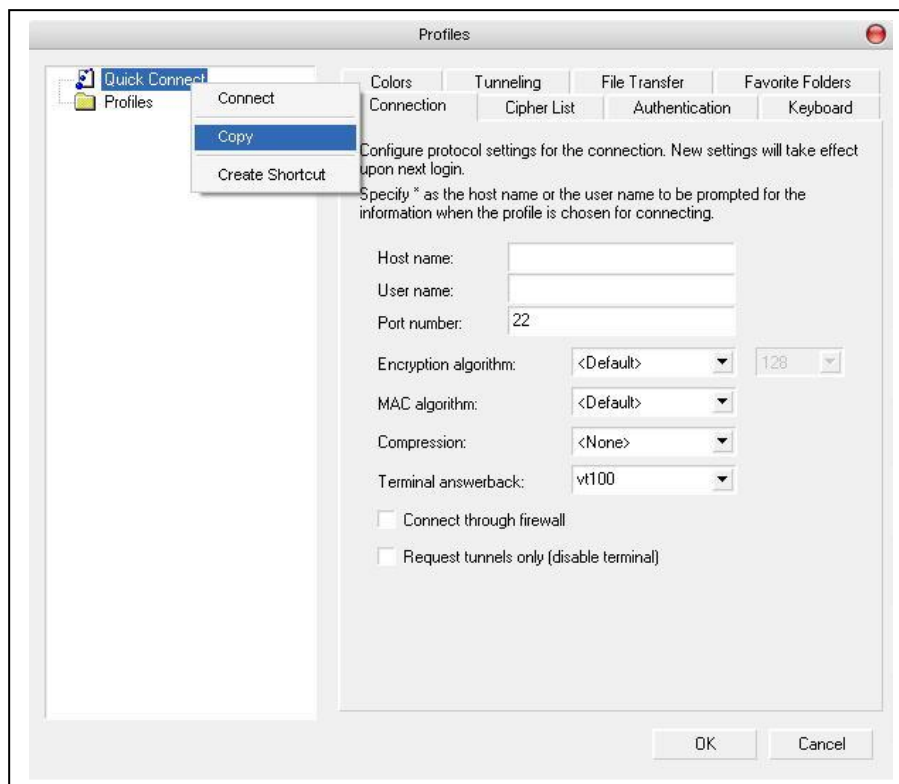 Profiles
Quick Connect
Profiles
Connect
Copy
Create Shortcut
Colors
Tunneling
File Transfer
Favorite Folders
Connection
Cipher List
Authentication
Keyboard
Configure protocol settings for the connection. New settings will take effect
upon next login.
Specify * as the host name or the user name to be prompted for the
information when the profile is chosen for connecting.
Host name:
User name:
Port number: 22
Encryption algorithm: <Default> 128
MAC algorithm: <Default>
Compression: <None>
Terminal answerback: vt100
Connect through firewall
Request tunnels only (disable terminal)
OK
Cancel